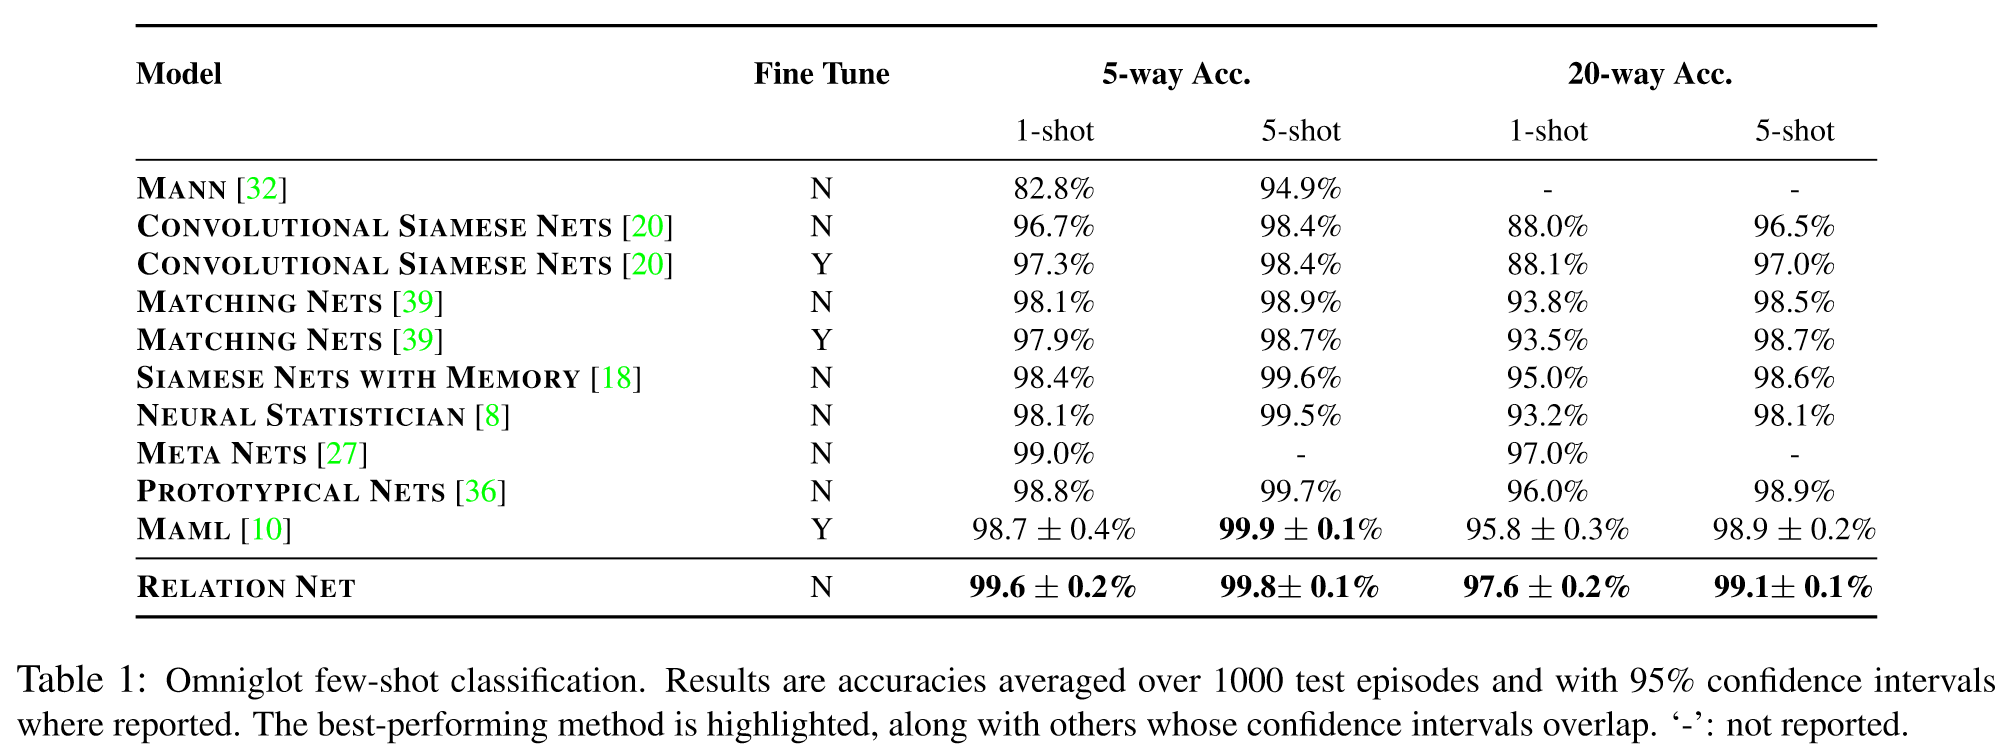 Model Fine Tune 5-way Acc. 20-way Acc.
1-shot 5-shot 1-shot 5-shot
MANN [32] N 82.8% 94.9% - -
CONVOLUTIONAL SIAMESE NETS [20] N 96.7% 98.4% 88.0% 96.5%
CONVOLUTIONAL SIAMESE NETS [20] Y 97.3% 98.4% 88.1% 97.0%
MATCHING NETS [39] N 98.1% 98.9% 93.8% 98.5%
MATCHING NETS [39] Y 97.9% 98.7% 93.5% 98.7%
SIAMESE NETS WITH MEMORY [18] N 98.4% 99.6% 95.0% 98.6%
NEURAL STATISTICIAN [8] N 98.1% 99.5% 93.2% 98.1%
META NETS [27] N 99.0% - 97.0% -
PROTOTYPICAL NETS [36] N 98.8% 99.7% 96.0% 98.9%
MAML [10] Y 98.7 ± 0.4% 99.9 ± 0.1% 95.8 ± 0.3% 98.9 ± 0.2%
RELATION NET N 99.6 ± 0.2% 99.8± 0.1% 97.6 ± 0.2% 99.1± 0.1%
Table 1: Omniglot few-shot classification. Results are accuracies averaged over 1000 test episodes and with 95% confidence intervals
where reported. The best-performing method is highlighted, along with others whose confidence intervals overlap. ‘-’: not reported.